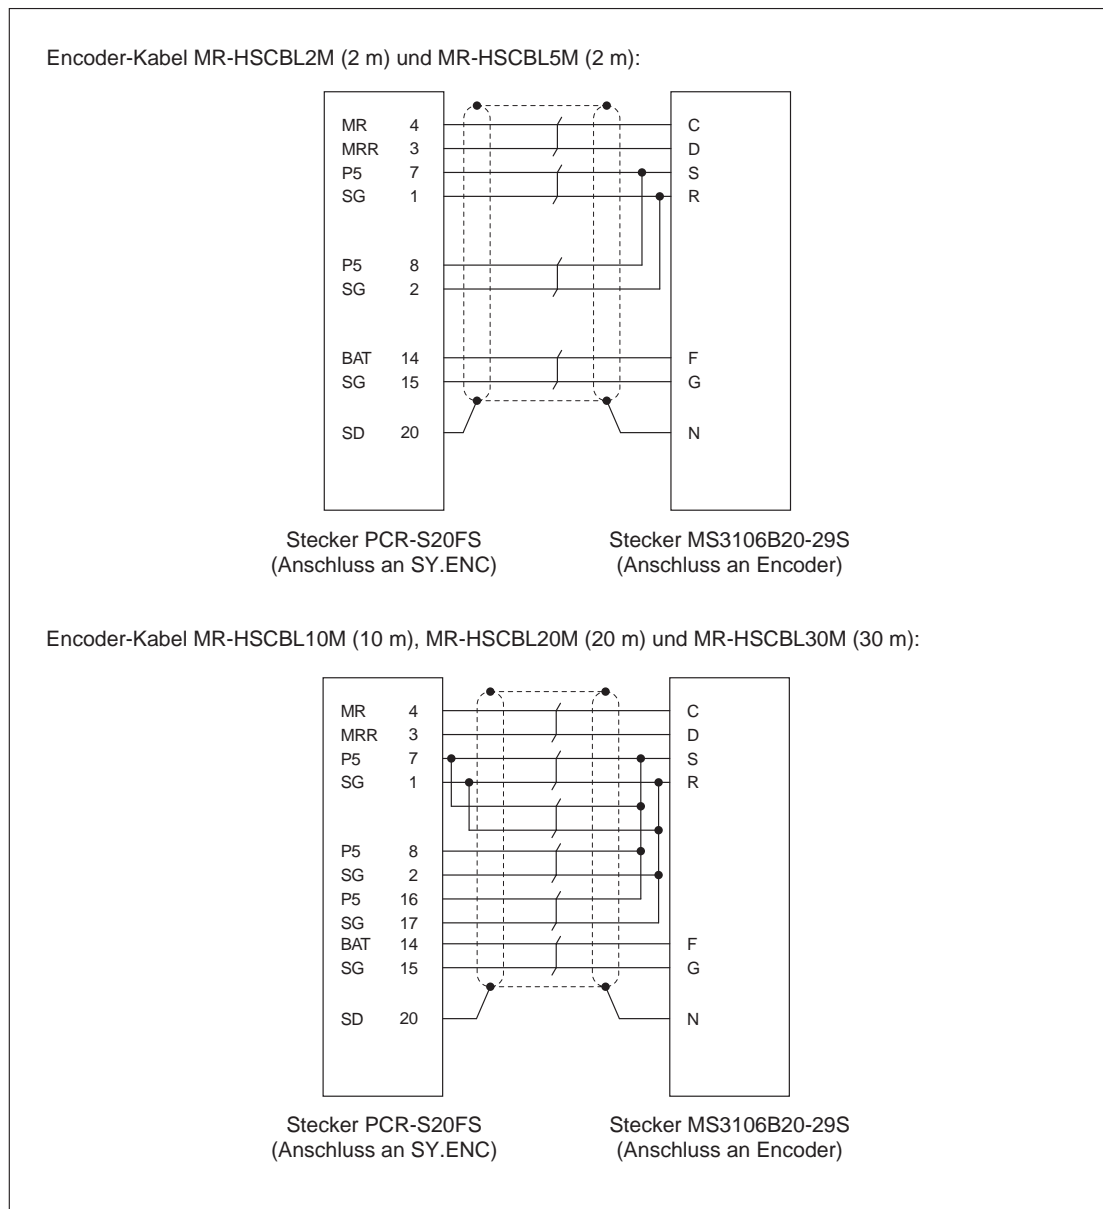 Encoder-Kabel MR-HSCBL2M (2 m) und MR-HSCBL5M (2 m):
MR 4 C
MRR 3 D
P5 7 S
SG 1 R
P5 8
SG 2
BAT 14 F
SG 15 G
SD 20 N
Stecker PCR-S20FS
(Anschluss an SY.ENC)
Stecker MS3106B20-29S
(Anschluss an Encoder)
Encoder-Kabel MR-HSCBL10M (10 m), MR-HSCBL20M (20 m) und MR-HSCBL30M (30 m):
MR 4 C
MRR 3 D
P5 7 S
SG 1 R
P5 8
SG 2
P5 16
SG 17
BAT 14 F
SG 15 G
SD 20 N
Stecker PCR-S20FS
(Anschluss an SY.ENC)
Stecker MS3106B20-29S
(Anschluss an Encoder)